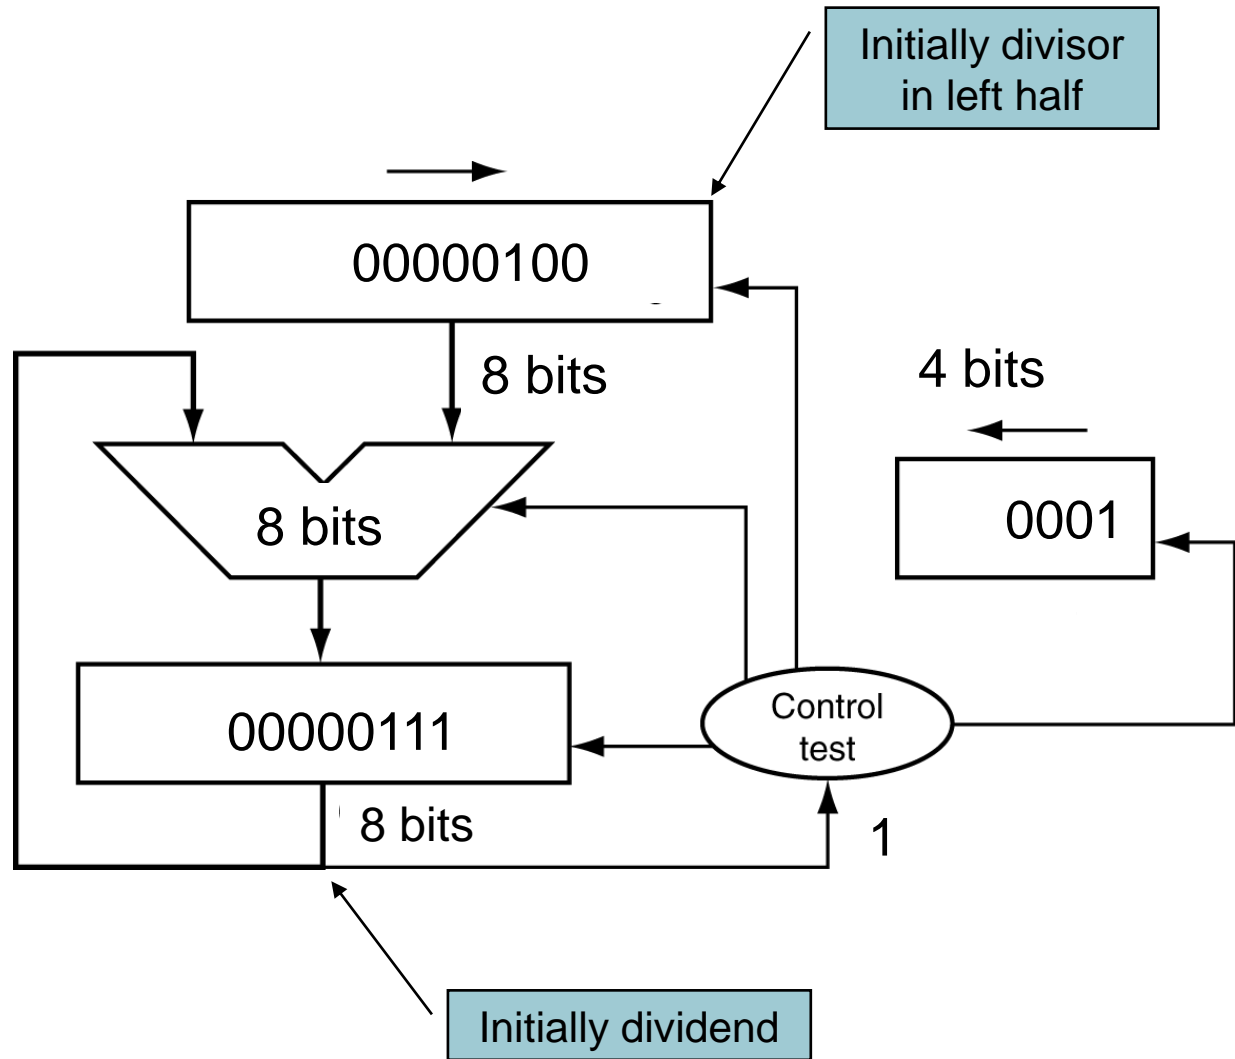 Initially divisor
in left half
00000100
8 bits
4 bits
8 bits
0001
00000111
Control
test
8 bits
1
Initially dividend